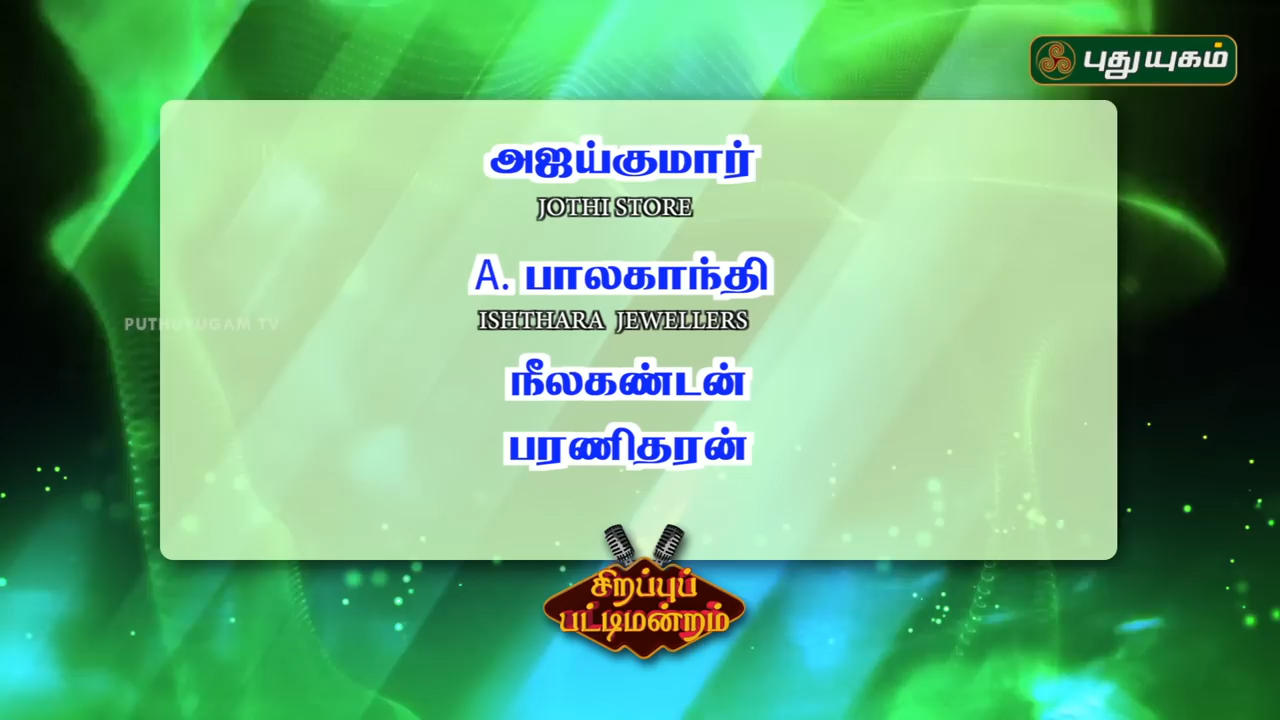 புதுயுகம்
அஜய்குமார்
JOTHI STORE
A. பாலகாந்தி
ISHTHARA JEWELLERS
PUTHUYUGAM TV
நீலகண்டன்
பரணிதரன்
சிறப்புப்
பட்டிமன்றம்